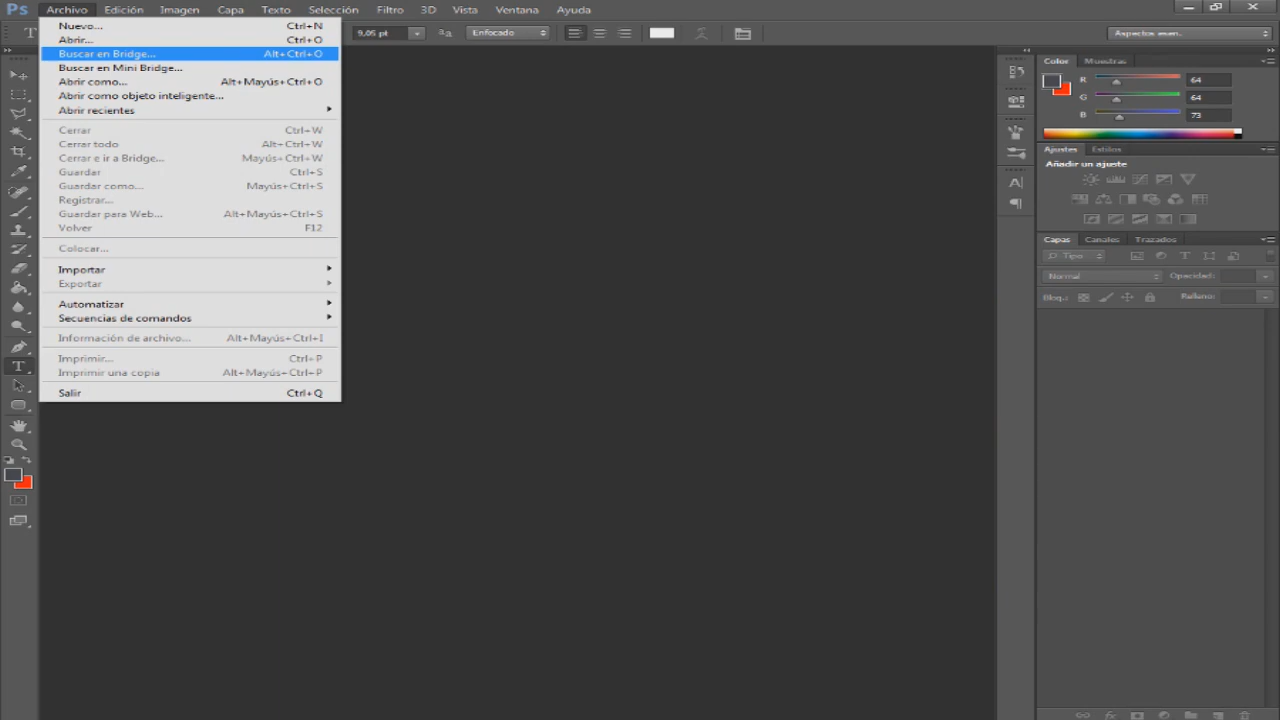 Ps Archivo Edición Imagen Capa Texto Selección Filtro 3D Vista Ventana Ayuda
T 9,05 pt aa Enfocado Aspectos esen.
Nuevo... Ctrl+N
Abrir... Ctrl+O
Buscar en Bridge... Alt+Ctrl+O
Buscar en Mini Bridge...
Abrir como... Alt+Mayús+Ctrl+O
Abrir como objeto inteligente...
Abrir recientes
Cerrar Ctrl+W
Cerrar todo Alt+Ctrl+W
Cerrar e ir a Bridge... Mayús+Ctrl+W
Guardar Ctrl+S
Guardar como... Mayús+Ctrl+S
Registrar...
Guardar para Web... Alt+Mayús+Ctrl+S
Volver F12
Colocar...
Importar
Exportar
Automatizar
Secuencias de comandos
Información de archivo... Alt+Mayús+Ctrl+I
Imprimir... Ctrl+P
Imprimir una copia Alt+Mayús+Ctrl+P
Salir Ctrl+Q
Color Muestras
R 64
G 64
B 73
Ajustes Estilos
Añadir un ajuste
Capas Canales Trazados
Tipo
Normal Opacidad:
Bloq.: Relleno: